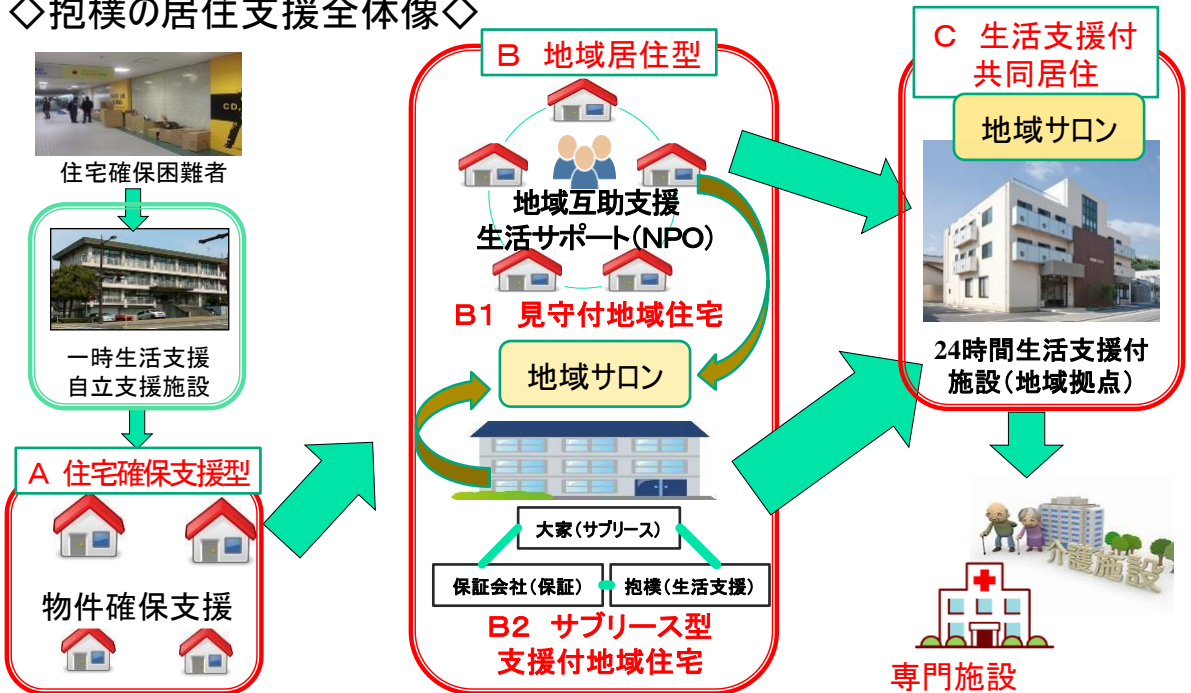 ◇抱樸の居住支援全体像◇
住宅確保困難者
一時生活支援
自立支援施設
A 住宅確保支援型
物件確保支援
B 地域居住型
地域互助支援
生活サポート(NPO)
B1 見守付地域住宅
地域サロン
大家(サブリース)
保証会社(保証)
抱樸(生活支援)
B2 サブリース型
支援付地域住宅
C 生活支援付
共同居住
地域サロン
24時間生活支援付
施設(地域拠点)
介護施設
専門施設